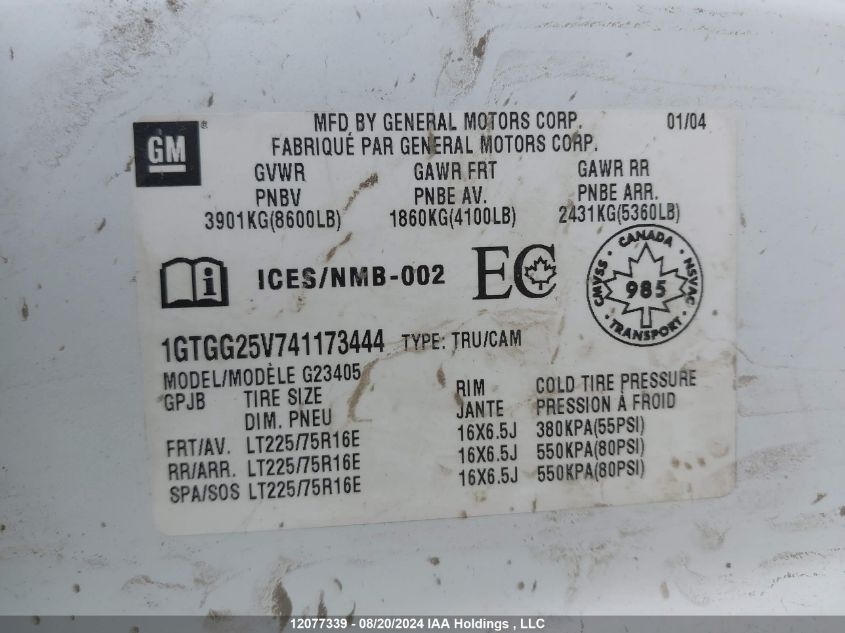 GM®
MFD BY GENERAL MOTORS CORP. 01/04
FABRIQUÉ PAR GENERAL MOTORS CORP.
GVWR GAWR FRT GAWR RR
PNBV PNBE AV. PNBE ARR.
3901KG(8600LB) 1860KG(4100LB) 2431KG(5360LB)
ICES/NMB-002 EC
CANADA
CMVSS 985 NSVAC
TRANSPORT
1GTGG25V741173444 TYPE: TRU/CAM
MODEL/MODÈLE G23405
GPJB TIRE SIZE RIM COLD TIRE PRESSURE
DIM. PNEU JANTE PRESSION À FROID
FRT/AV. LT225/75R16E 16X6.5J 380KPA(55PSI)
RR/ARR. LT225/75R16E 16X6.5J 550KPA(80PSI)
SPA/SOS LT225/75R16E 16X6.5J 550KPA(80PSI)
12077339 - 08/20/2024 IAA Holdings , LLC